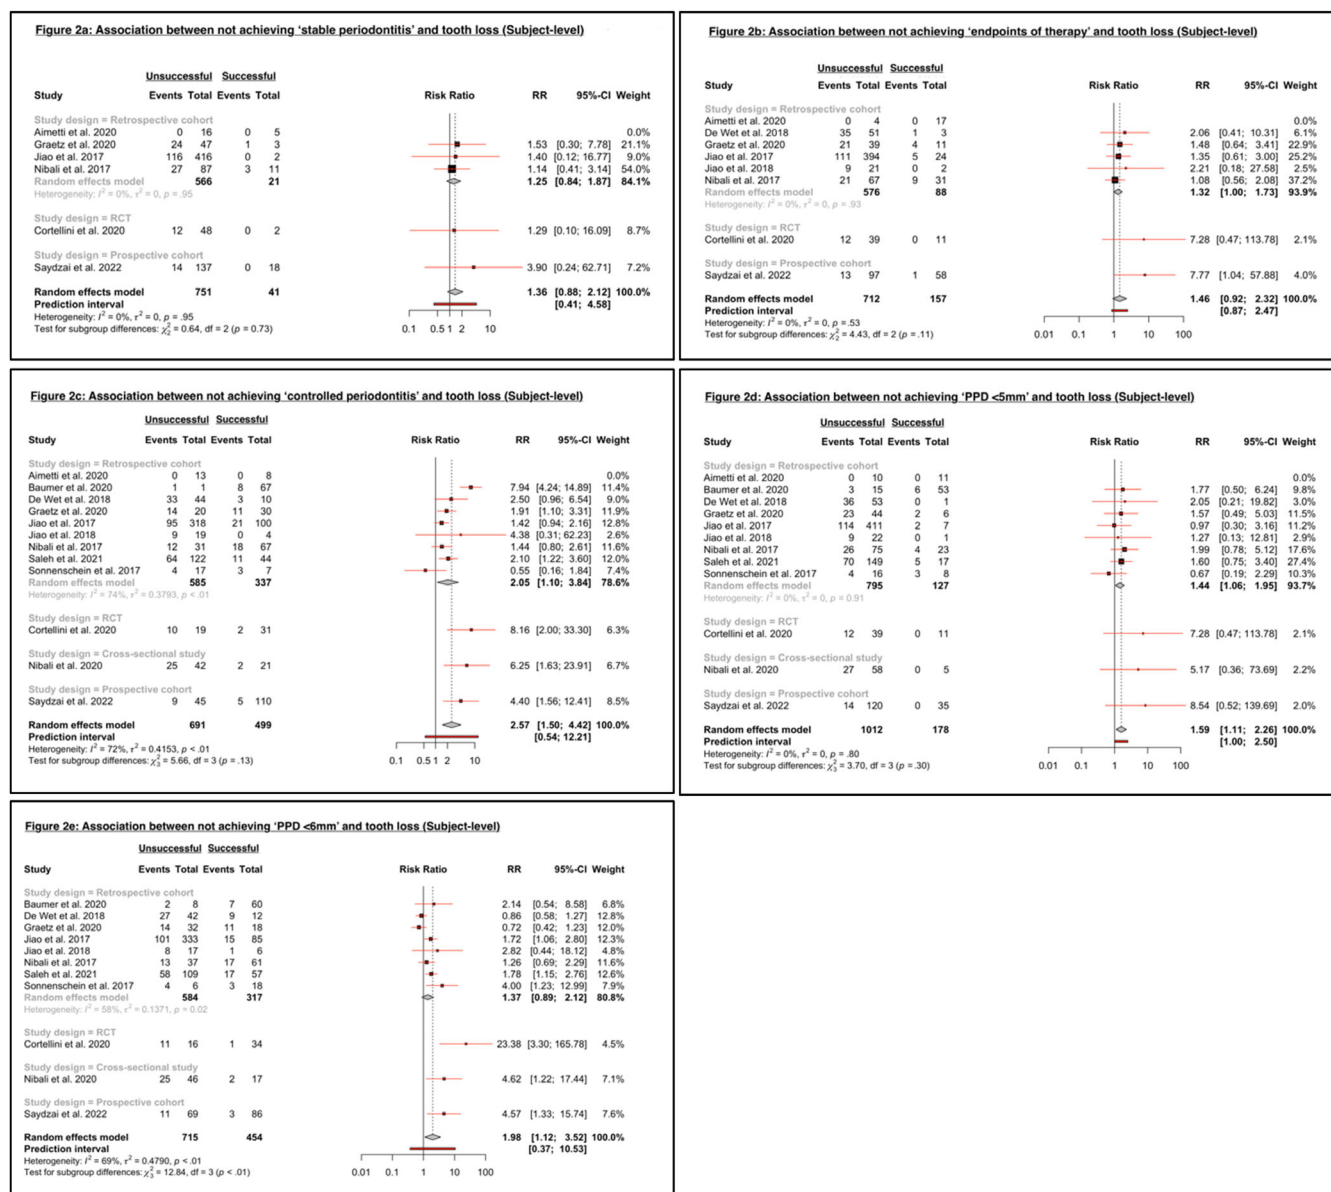 Figure 2a: Association between not achieving ‘stable periodontitis’ and tooth loss (Subject-level)
Unsuccessful Successful
Study Events Total Events Total Risk Ratio RR 95%-CI Weight
Study design = Retrospective cohort
Aimetti et al. 2020 0 16 0 5 0.0%
Graetz et al. 2020 24 47 1 3 1.53 [0.30; 7.78] 21.1%
Jiao et al. 2017 116 416 0 2 1.40 [0.12; 16.77] 9.0%
Nibali et al. 2017 27 87 3 11 1.14 [0.41; 3.14] 54.0%
Random effects model 566 21 1.25 [0.84; 1.87] 84.1%
Heterogeneity: I² = 0%, τ² = 0, p = .95
Study design = RCT
Cortellini et al. 2020 12 48 0 2 1.29 [0.10; 16.09] 8.7%
Study design = Prospective cohort
Saydzai et al. 2022 14 137 0 18 3.90 [0.24; 62.71] 7.2%
Random effects model 751 41 1.36 [0.88; 2.12] 100.0%
Prediction interval [0.41; 4.58]
Heterogeneity: I² = 0%, τ² = 0, p = .95
Test for subgroup differences: χ²₂ = 0.64, df = 2 (p = 0.73)
0.1 0.5 1 2 10
Figure 2b: Association between not achieving ‘endpoints of therapy’ and tooth loss (Subject-level)
Unsuccessful Successful
Study Events Total Events Total Risk Ratio RR 95%-CI Weight
Study design = Retrospective cohort
Aimetti et al. 2020 0 4 0 17 0.0%
De Wet et al. 2018 35 51 1 3 2.06 [0.41; 10.31] 6.1%
Graetz et al. 2020 21 39 4 11 1.48 [0.64; 3.41] 22.9%
Jiao et al. 2017 111 394 5 24 1.35 [0.61; 3.00] 25.2%
Jiao et al. 2018 9 21 0 2 2.21 [0.18; 27.58] 2.5%
Nibali et al. 2017 21 67 9 31 1.08 [0.56; 2.08] 37.2%
Random effects model 576 88 1.32 [1.00; 1.73] 93.9%
Heterogeneity: I² = 0%, τ² = 0, p = .93
Study design = RCT
Cortellini et al. 2020 12 39 0 11 7.28 [0.47; 113.78] 2.1%
Study design = Prospective cohort
Saydzai et al. 2022 13 97 1 58 7.77 [1.04; 57.88] 4.0%
Random effects model 712 157 1.46 [0.92; 2.32] 100.0%
Prediction interval [0.87; 2.47]
Heterogeneity: I² = 0%, τ² = 0, p = .53
Test for subgroup differences: χ²₂ = 4.43, df = 2 (p = .11)
0.01 0.1 1 10 100
Figure 2c: Association between not achieving ‘controlled periodontitis’ and tooth loss (Subject-level)
Unsuccessful Successful
Study Events Total Events Total Risk Ratio RR 95%-CI Weight
Study design = Retrospective cohort
Aimetti et al. 2020 0 13 0 8 0.0%
Baumer et al. 2020 1 1 8 67 7.94 [4.24; 14.89] 11.4%
De Wet et al. 2018 33 44 3 10 2.50 [0.96; 6.54] 9.0%
Graetz et al. 2020 14 20 11 30 1.91 [1.10; 3.31] 11.9%
Jiao et al. 2017 95 318 21 100 1.42 [0.94; 2.16] 12.8%
Jiao et al. 2018 9 19 0 4 4.38 [0.31; 62.23] 2.6%
Nibali et al. 2017 12 31 18 67 1.44 [0.80; 2.61] 11.6%
Saleh et al. 2021 64 122 11 44 2.10 [1.22; 3.60] 12.0%
Sonnenschein et al. 2017 4 17 3 7 0.55 [0.16; 1.84] 7.4%
Random effects model 585 337 2.05 [1.10; 3.84] 78.6%
Heterogeneity: I² = 74%, τ² = 0.3793, p < .01
Study design = RCT
Cortellini et al. 2020 10 19 2 31 8.16 [2.00; 33.30] 6.3%
Study design = Cross-sectional study
Nibali et al. 2020 25 42 2 21 6.25 [1.63; 23.91] 6.7%
Study design = Prospective cohort
Saydzai et al. 2022 9 45 5 110 4.40 [1.56; 12.41] 8.5%
Random effects model 691 499 2.57 [1.50; 4.42] 100.0%
Prediction interval [0.54; 12.21]
Heterogeneity: I² = 72%, τ² = 0.4153, p < .01
Test for subgroup differences: χ²₃ = 5.66, df = 3 (p = .13)
0.1 0.5 1 2 10
Figure 2d: Association between not achieving ‘PPD <5mm’ and tooth loss (Subject-level)
Unsuccessful Successful
Study Events Total Events Total Risk Ratio RR 95%-CI Weight
Study design = Retrospective cohort
Aimetti et al. 2020 0 10 0 11 0.0%
Baumer et al. 2020 3 15 6 53 1.77 [0.50; 6.24] 9.8%
De Wet et al. 2018 36 53 0 1 2.05 [0.21; 19.82] 3.0%
Graetz et al. 2020 23 44 2 6 1.57 [0.49; 5.03] 11.5%
Jiao et al. 2017 114 411 2 7 0.97 [0.30; 3.16] 11.2%
Jiao et al. 2018 9 22 0 1 1.27 [0.13; 12.81] 2.9%
Nibali et al. 2017 26 75 4 23 1.99 [0.78; 5.12] 17.6%
Saleh et al. 2021 70 149 5 17 1.60 [0.75; 3.40] 27.4%
Sonnenschein et al. 2017 4 16 3 8 0.67 [0.19; 2.29] 10.3%
Random effects model 795 127 1.44 [1.06; 1.95] 93.7%
Heterogeneity: I² = 0%, τ² = 0, p = 0.91
Study design = RCT
Cortellini et al. 2020 12 39 0 11 7.28 [0.47; 113.78] 2.1%
Study design = Cross-sectional study
Nibali et al. 2020 27 58 0 5 5.17 [0.36; 73.69] 2.2%
Study design = Prospective cohort
Saydzai et al. 2022 14 120 0 35 8.54 [0.52; 139.69] 2.0%
Random effects model 1012 178 1.59 [1.11; 2.26] 100.0%
Prediction interval [1.00; 2.50]
Heterogeneity: I² = 0%, τ² = 0, p = .80
Test for subgroup differences: χ²₃ = 3.70, df = 3 (p = .30)
0.01 0.1 1 10 100
Figure 2e: Association between not achieving ‘PPD <6mm’ and tooth loss (Subject-level)
Unsuccessful Successful
Study Events Total Events Total Risk Ratio RR 95%-CI Weight
Study design = Retrospective cohort
Baumer et al. 2020 2 8 7 60 2.14 [0.54; 8.58] 6.8%
De Wet et al. 2018 27 42 9 12 0.86 [0.58; 1.27] 12.8%
Graetz et al. 2020 14 32 11 18 0.72 [0.42; 1.23] 12.0%
Jiao et al. 2017 101 333 15 85 1.72 [1.06; 2.80] 12.3%
Jiao et al. 2018 8 17 1 6 2.82 [0.44; 18.12] 4.8%
Nibali et al. 2017 13 37 17 61 1.26 [0.69; 2.29] 11.6%
Saleh et al. 2021 58 109 17 57 1.78 [1.15; 2.76] 12.6%
Sonnenschein et al. 2017 4 6 3 18 4.00 [1.23; 12.99] 7.9%
Random effects model 584 317 1.37 [0.89; 2.12] 80.8%
Heterogeneity: I² = 58%, τ² = 0.1371, p = 0.02
Study design = RCT
Cortellini et al. 2020 11 16 1 34 23.38 [3.30; 165.78] 4.5%
Study design = Cross-sectional study
Nibali et al. 2020 25 46 2 17 4.62 [1.22; 17.44] 7.1%
Study design = Prospective cohort
Saydzai et al. 2022 11 69 3 86 4.57 [1.33; 15.74] 7.6%
Random effects model 715 454 1.98 [1.12; 3.52] 100.0%
Prediction interval [0.37; 10.53]
Heterogeneity: I² = 69%, τ² = 0.4790, p < .01
Test for subgroup differences: χ²₃ = 12.84, df = 3 (p < .01)
0.01 0.1 1 10 100